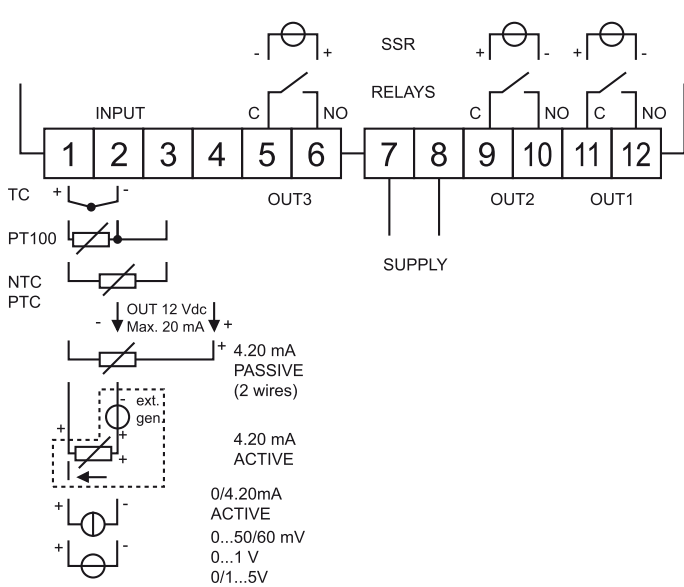 - + SSR + - + -
RELAYS
INPUT C NO C NO C NO
1 2 3 4 5 6 7 8 9 10 11 12
TC + - OUT3 OUT2 OUT1
PT100
SUPPLY
NTC
PTC
OUT 12 Vdc
- Max. 20 mA +
+ 4.20 mA
PASSIVE
(2 wires)
- ext.
gen.
+ +
+
4.20 mA
ACTIVE
I
0/4.20mA
+ -
ACTIVE
0...50/60 mV
+ -
0...1 V
0/1...5V